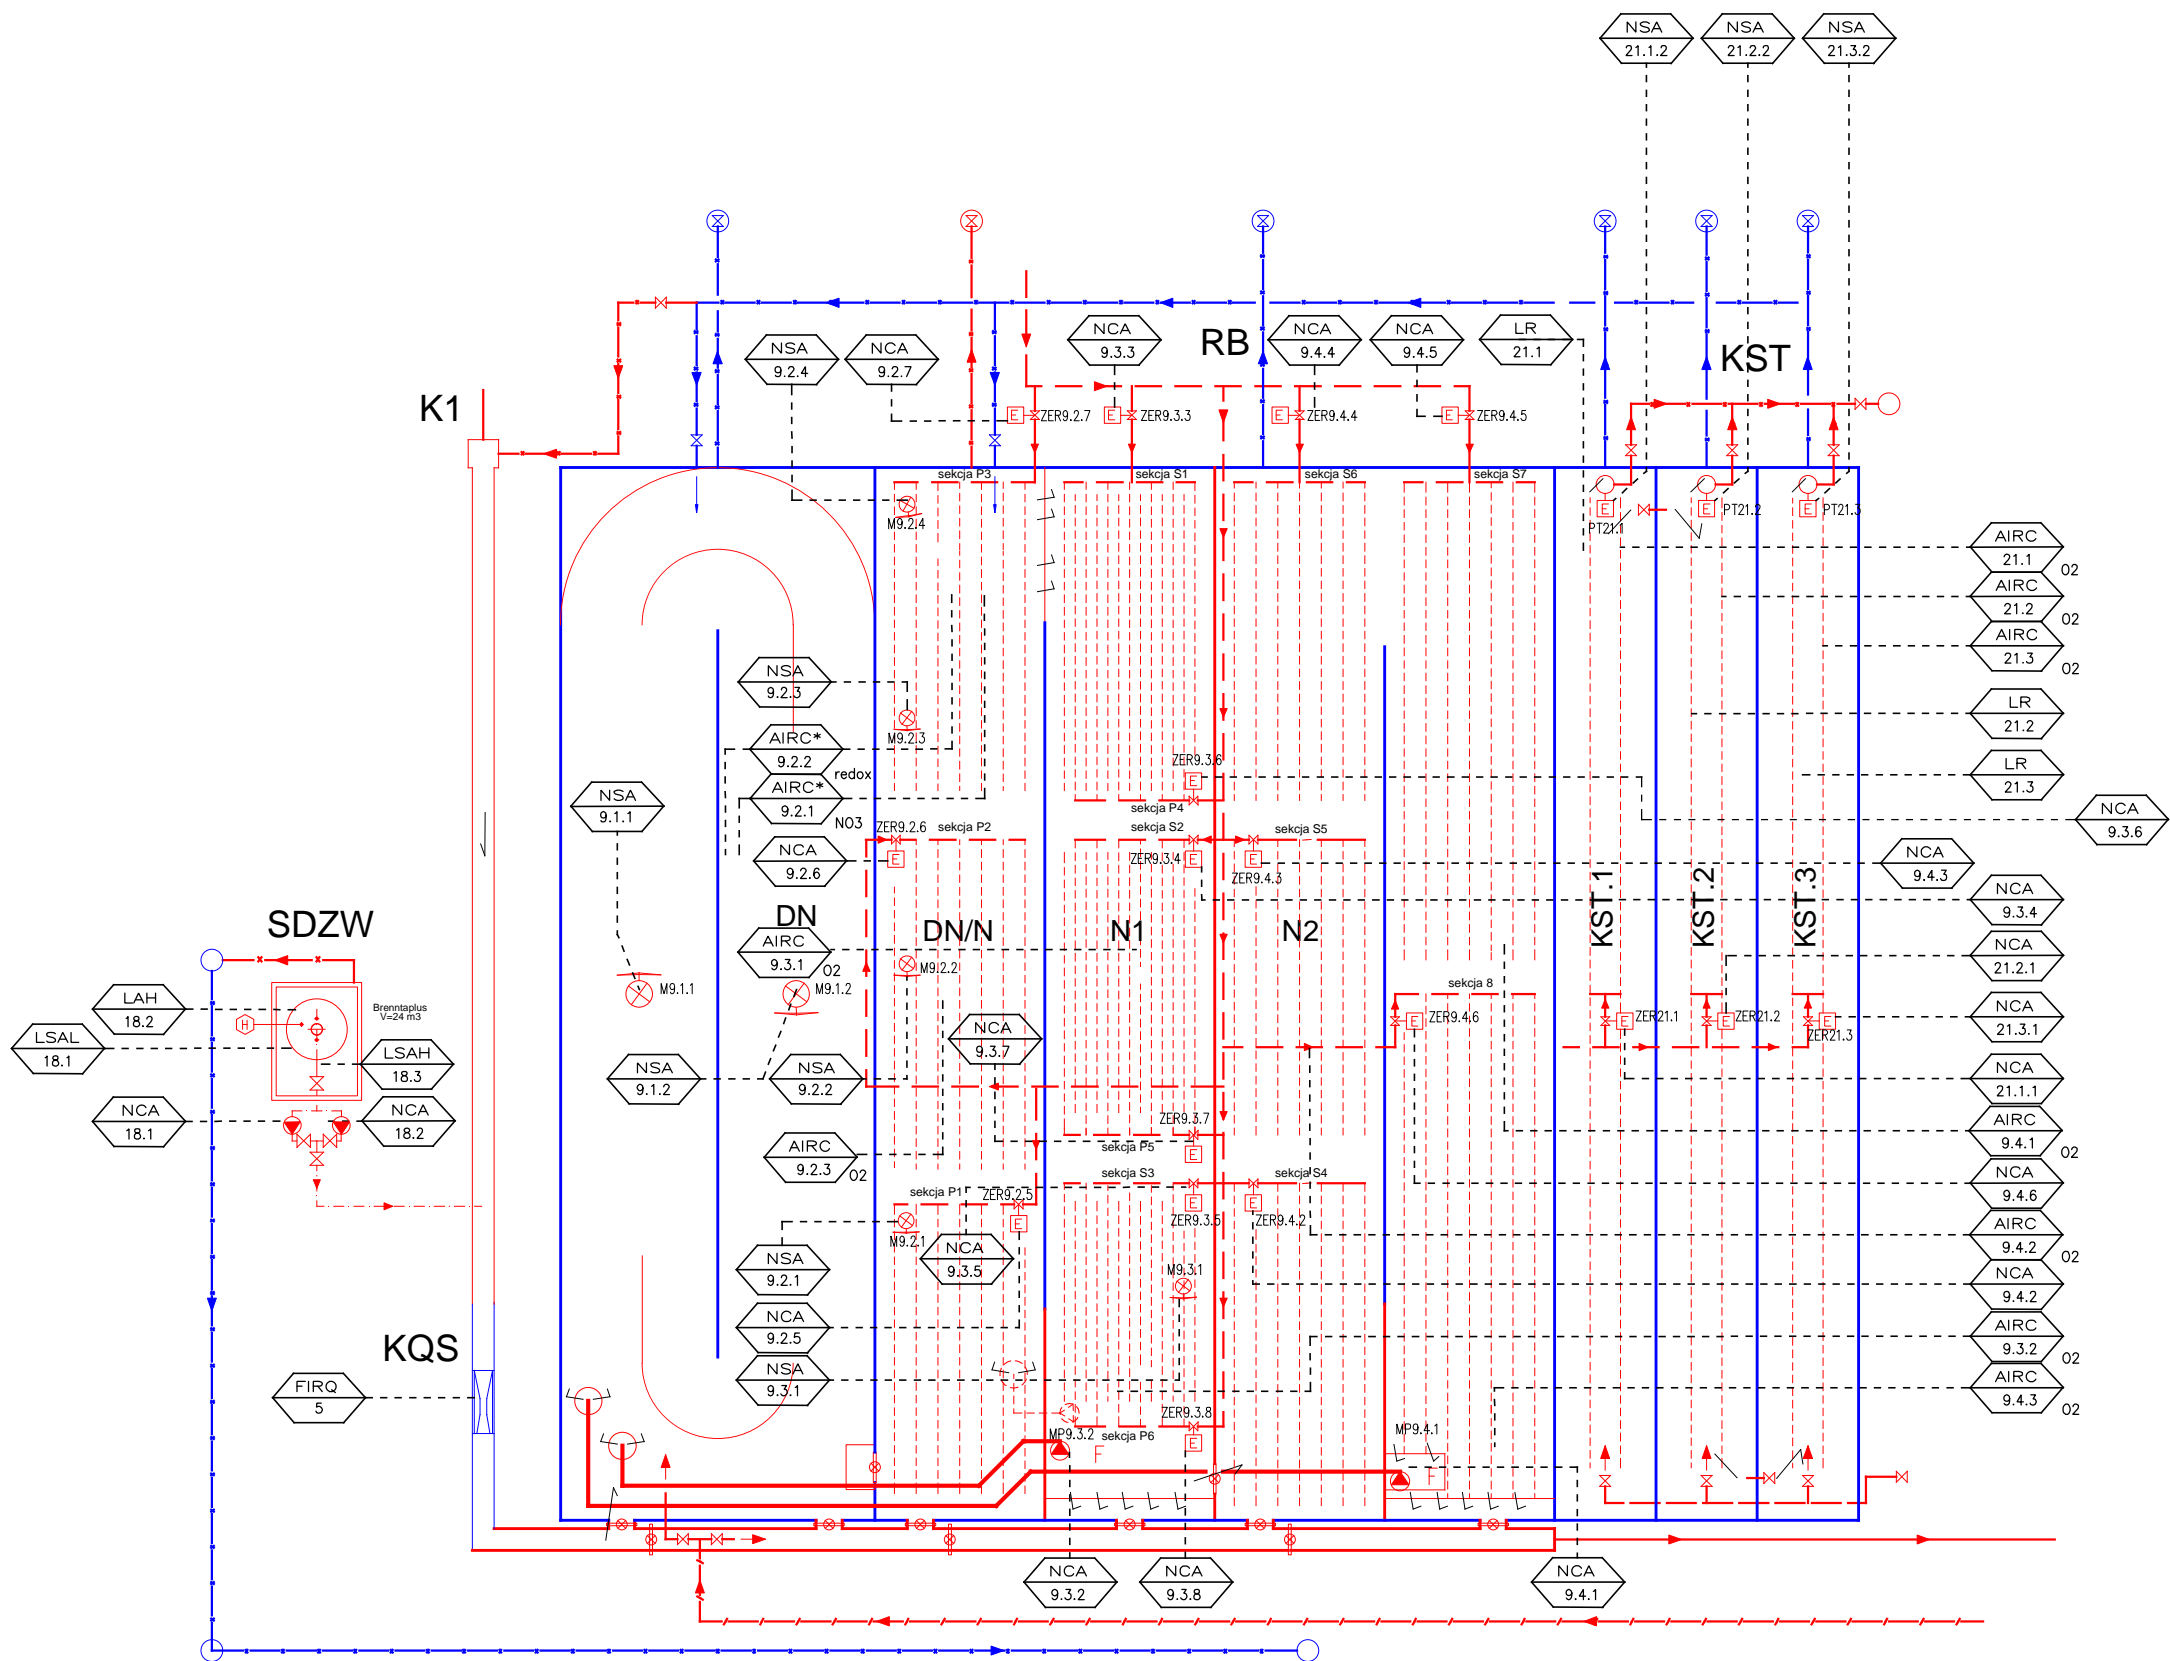 NSA
21.1.2
NSA
21.2.2
NSA
21.3.2
NSA
9.2.4
NCA
9.2.7
NCA
9.3.3
RB
NCA
9.4.4
NCA
9.4.5
LR
21.1
KST
K1
ZER9.2.7
ZER9.3.3
ZER9.4.4
ZER9.4.5
E
E
E
E
sekcja P3
sekcja S1
sekcja S6
sekcja S7
M9.2.4
E
PT21.1
E
PT21.2
E
PT21.3
AIRC
21.1
O2
AIRC
21.2
O2
AIRC
21.3
O2
NSA
9.2.3
M9.2.3
AIRC*
9.2.2
redox
AIRC*
9.2.1
NO3
LR
21.2
LR
21.3
NSA
9.1.1
ZER9.3.6
E
sekcja P4
NCA
9.3.6
ZER9.2.6
sekcja P2
sekcja S2
sekcja S5
E
NCA
9.2.6
ZER9.3.4
E
E
ZER9.4.3
NCA
9.4.3
NCA
9.3.4
SDZW
DN
DN/N
N1
N2
KST.1
KST.2
KST.3
AIRC
9.3.1
O2
M9.2.2
NCA
21.2.1
M9.1.1
M9.1.2
sekcja 8
LAH
18.2
Brenntaplus
V=24 m3
H
NCA
9.3.7
E
ZER9.4.6
E
ZER21.1
E
ZER21.2
E
ZER21.3
NCA
21.3.1
LSAL
18.1
LSAH
18.3
NSA
9.1.2
NSA
9.2.2
NCA
21.1.1
NCA
18.1
NCA
18.2
ZER9.3.7
E
sekcja P5
AIRC
9.4.1
O2
AIRC
9.2.3
O2
sekcja S3
sekcja S4
NCA
9.4.6
sekcja P1
ZER9.2.5
E
M9.2.1
E
ZER9.3.5
E
ZER9.4.2
AIRC
9.4.2
O2
NSA
9.2.1
NCA
9.3.5
M9.3.1
NCA
9.4.2
NCA
9.2.5
KQS
AIRC
9.3.2
O2
NSA
9.3.1
FIRQ
5
AIRC
9.4.3
O2
ZER9.3.8
E
sekcja P6
MP9.3.2
F
MP9.4.1
F
NCA
9.3.2
NCA
9.3.8
NCA
9.4.1